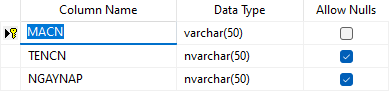 Column Name Data Type Allow Nulls
MACN varchar(50)
TENCN nvarchar(50)
NGAYNAP nvarchar(50)